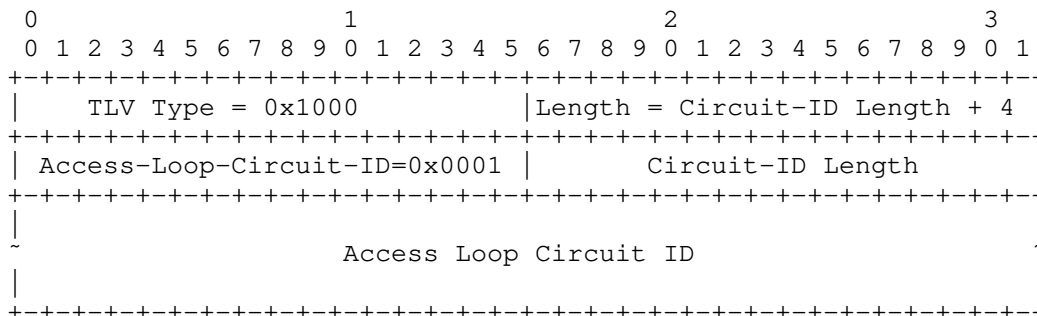 0                   1                   2                   3
0 1 2 3 4 5 6 7 8 9 0 1 2 3 4 5 6 7 8 9 0 1 2 3 4 5 6 7 8 9 0 1
+-+-+-+-+-+-+-+-+-+-+-+-+-+-+-+-+-+-+-+-+-+-+-+-+-+-+-+-+-+-+-+--
|    TLV Type = 0x1000          |Length = Circuit-ID Length + 4
+-+-+-+-+-+-+-+-+-+-+-+-+-+-+-+-+-+-+-+-+-+-+-+-+-+-+-+-+-+-+-+--
| Access-Loop-Circuit-ID=0x0001 |       Circuit-ID Length
+-+-+-+-+-+-+-+-+-+-+-+-+-+-+-+-+-+-+-+-+-+-+-+-+-+-+-+-+-+-+-+--
|
~                    Access Loop Circuit ID                     ~
|
+-+-+-+-+-+-+-+-+-+-+-+-+-+-+-+-+-+-+-+-+-+-+-+-+-+-+-+-+-+-+-+--